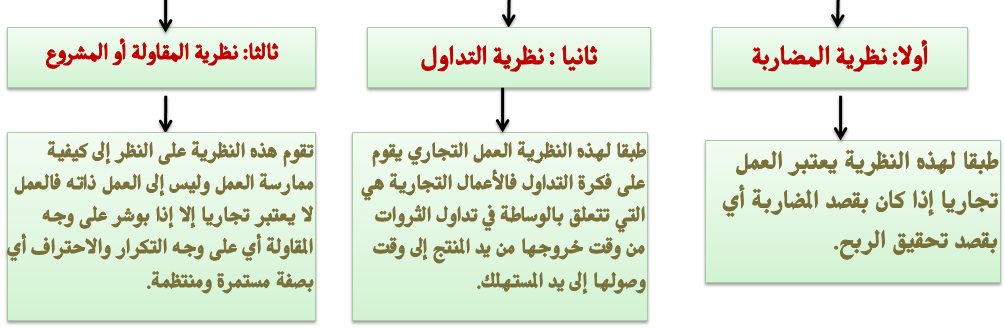 أولا: نظرية المضاربة
طبقا لهذه النظرية يعتبر العمل
تجاريا إذا كان بقصد المضاربة أي
بقصد تحقيق الربح.
ثانيا : نظرية التداول
طبقا لهذه النظرية العمل التجاري يقوم
على فكرة التداول فالأعمال التجارية هي
التي تتعلق بالوساطة في تداول الثروات
من وقت خروجها من يد المنتج إلى وقت
وصولها إلى يد المستهلك.
ثالثا: نظرية المقاولة أو المشروع
تقوم هذه النظرية على النظر إلى كيفية
ممارسة العمل وليس إلى العمل ذاته فالعمل
لا يعتبر تجاريا إلا إذا بوشر على وجه
المقاولة أي على وجه التكرار والاحتراف أي
بصفة مستمرة ومنتظمة.